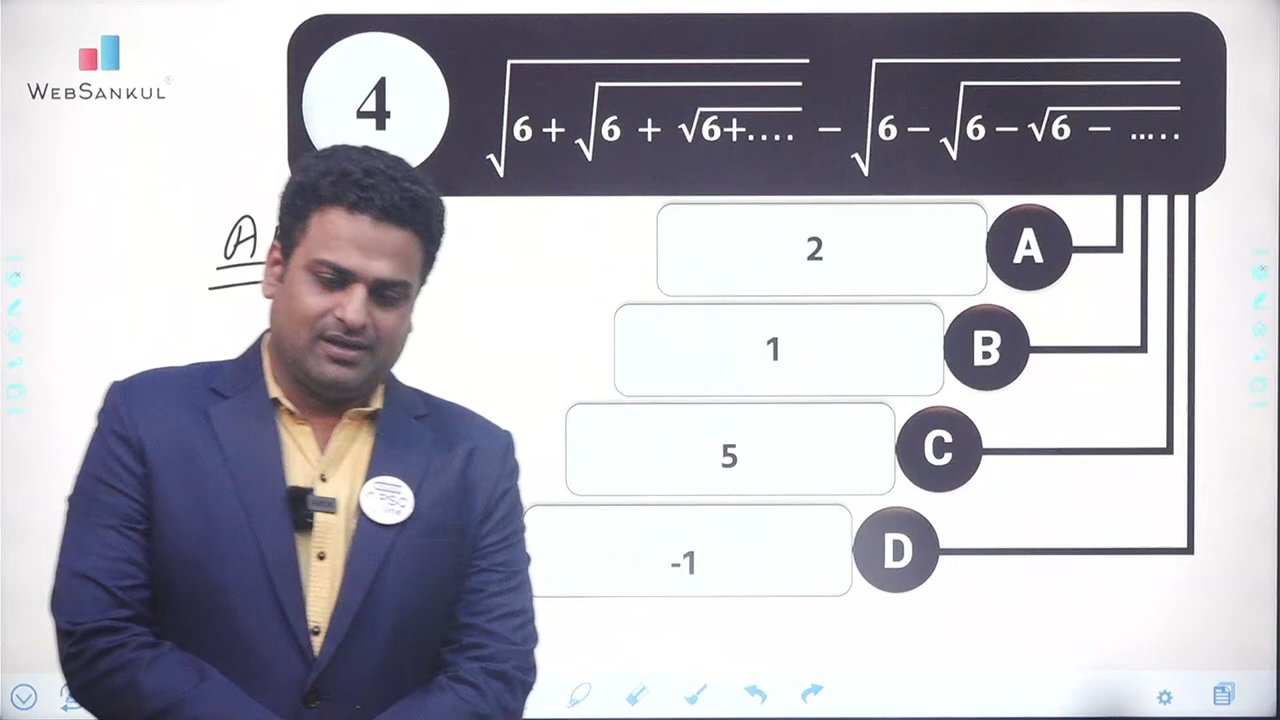 WEBSANKUL
4
√6 + √6 + √6+.... − √6 − √6 − √6 − .....
A
2
A
1
B
5
C
-1
D